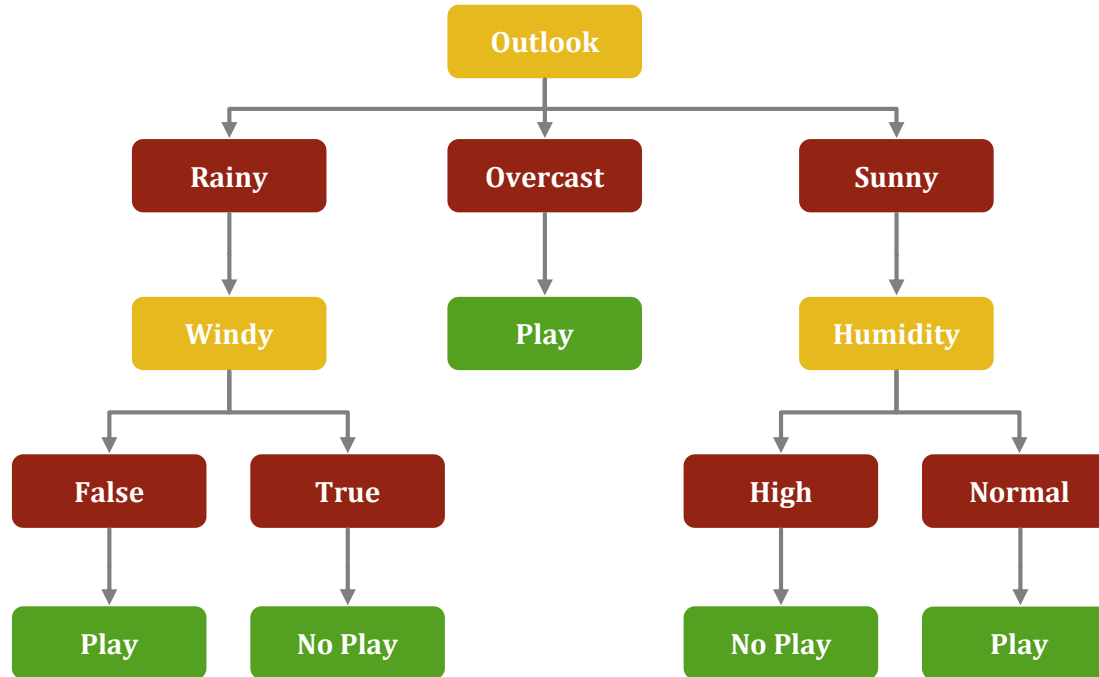 Outlook
Rainy
Overcast
Sunny
Windy
Play
Humidity
False
True
High
Normal
Play
No Play
No Play
Play